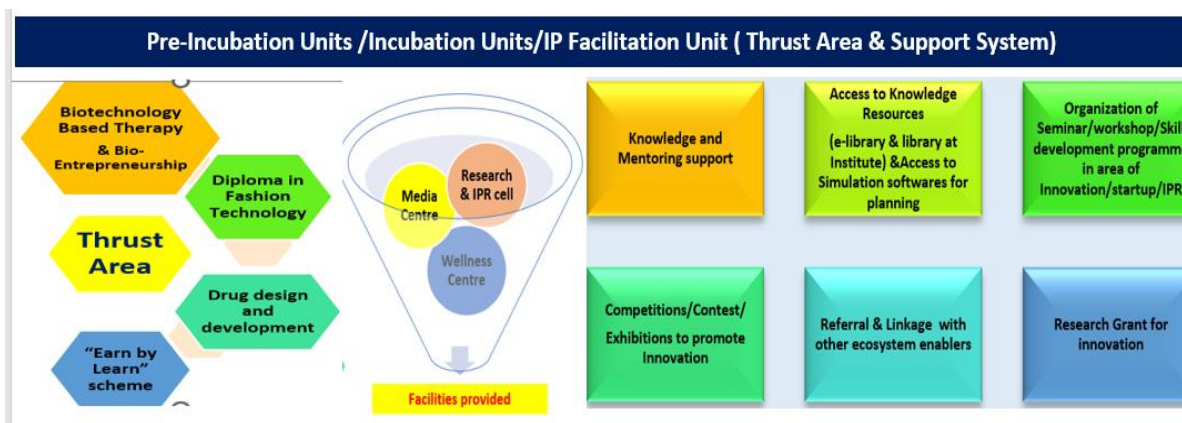 Pre-Incubation Units /Incubation Units/IP Facilitation Unit ( Thrust Area & Support System)
Biotechnology
Based Therapy
& Bio-
Entrepreneurship
Diploma in
Fashion
Technology
Thrust
Area
Drug design
and
development
“Earn by
Learn”
scheme
Media
Centre
Research
& IPR cell
Wellness
Centre
Facilities provided
Knowledge and
Mentoring support
Access to Knowledge
Resources
(e-library & library at
Institute) &Access to
Simulation softwares for
planning
Organization of
Seminar/workshop/Skill
development programme
in area of
Innovation/startup/IPR
Competitions/Contest/
Exhibitions to promote
Innovation
Referral & Linkage with
other ecosystem enablers
Research Grant for
innovation